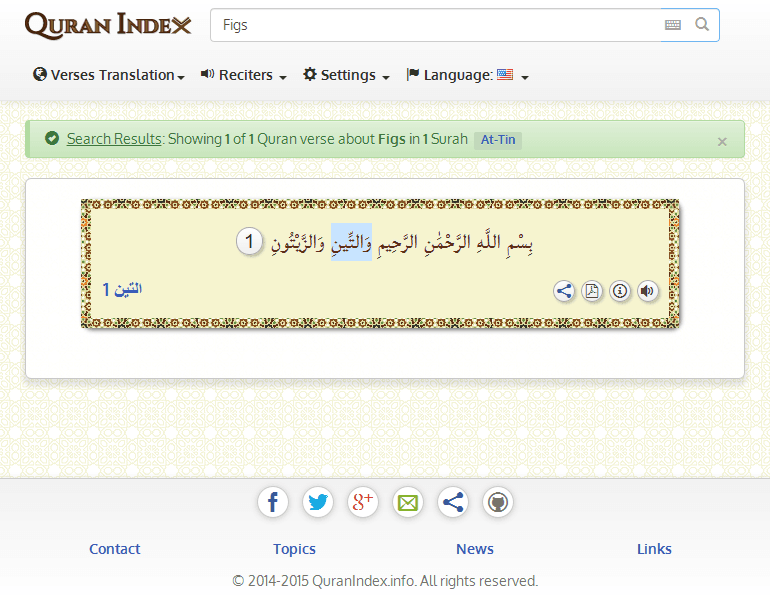 Quran Index
Figs
Verses Translation Reciters Settings Language:
Search Results: Showing 1 of 1 Quran verse about Figs in 1 Surah At-Tin ×
بِسْمِ اللَّهِ الرَّحْمَٰنِ الرَّحِيمِ وَالتِّينِ وَالزَّيْتُونِ 1
التين 1
Contact Topics News Links
© 2014-2015 QuranIndex.info. All rights reserved.